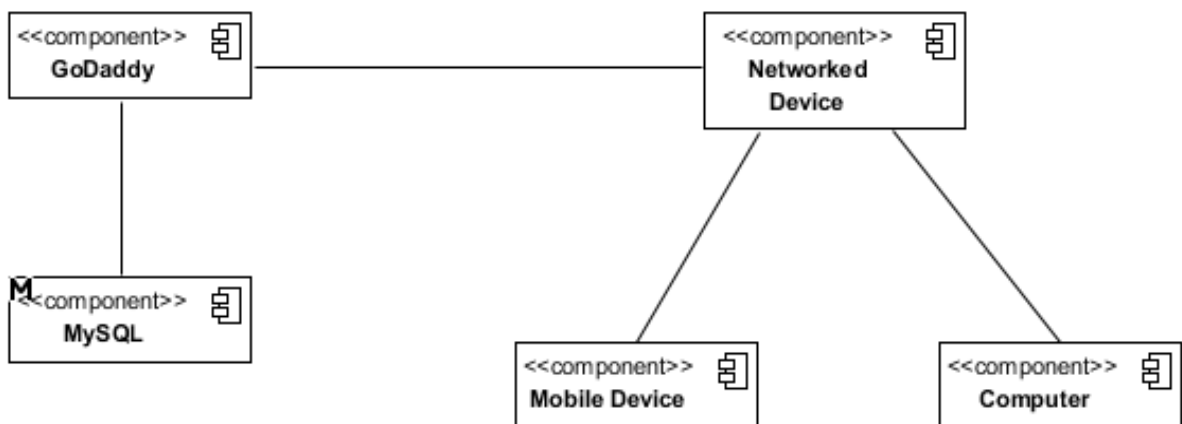 <<component>>
GoDaddy
<<component>>
Networked
Device
M
<<component>>
MySQL
<<component>>
Mobile Device
<<component>>
Computer